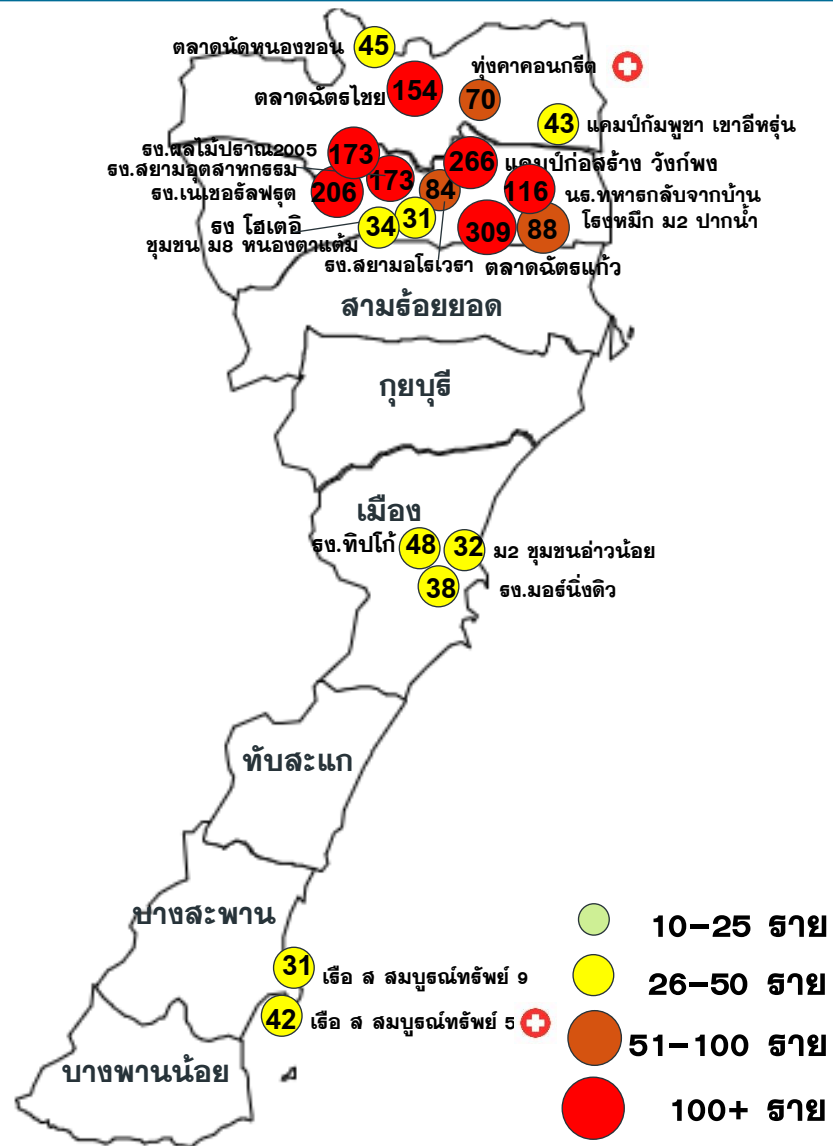 ตลาดนัดหนองขอน 45
ทุ่งคาคอนกรีต
ตลาดฉัตรไชย 154
70
43 แคมป์กัมพูชา เขาอีหรุ่น
รง.ผลไม้ปราณ2005 173
รง.สยามอุตสาหกรรม 173
266 แคมป์ก่อสร้าง วังก์พง
รง.เนเชอรัลฟรุต 206
84
116 นร.ทหารกลับจากบ้าน
รง โฮเตอิ 34 31
309
88 โรงหมึก ม2 ปากน้ำ
ชุมชน ม8 หนองตาแต้ม
รง.สยามอโรเวรา
ตลาดฉัตรแก้ว
สามร้อยยอด
กุยบุรี
เมือง
รง.ทิปโก้ 48
32 ม2 ชุมชนอ่าวน้อย
38 รง.มอร์นิ่งดิว
ทับสะแก
บางสะพาน
31 เรือ ส สมบูรณ์ทรัพย์ 9
42 เรือ ส สมบูรณ์ทรัพย์ 5
บางพานน้อย
10-25 ราย
26-50 ราย
51-100 ราย
100+ ราย